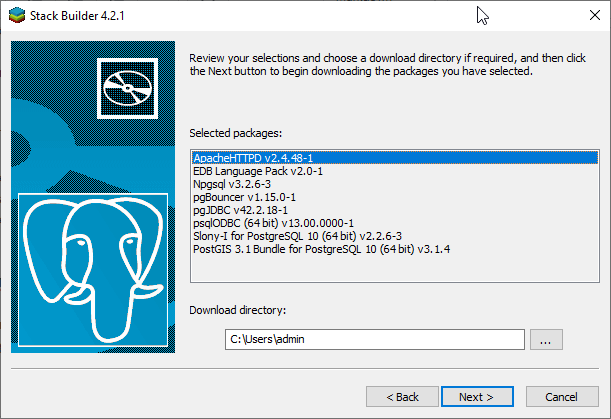 Stack Builder 4.2.1
Review your selections and choose a download directory if required, and then click
the Next button to begin downloading the packages you have selected.
Selected packages:
ApacheHTTPD v2.4.48-1
EDB Language Pack v2.0-1
Npgsql v3.2.6-3
pgBouncer v1.15.0-1
pgJDBC v42.2.18-1
psqlODBC (64 bit) v13.00.0000-1
Slony-I for PostgreSQL 10 (64 bit) v2.2.6-3
PostGIS 3.1 Bundle for PostgreSQL 10 (64 bit) v3.1.4
Download directory:
C:\Users\admin
...
< Back
Next >
Cancel